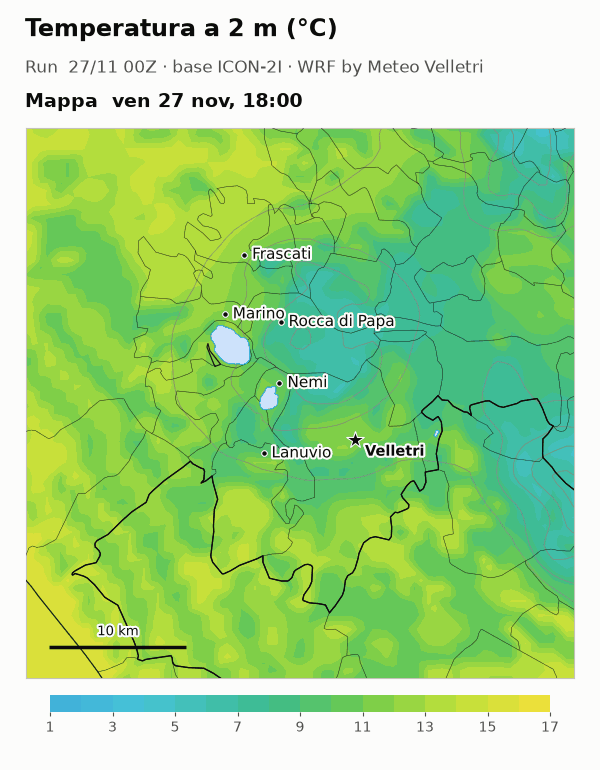 Temperatura a 2 m (°C)
Run  27/11 00Z · base ICON-2I · WRF by Meteo Velletri
Mappa  ven 27 nov, 18:00
Frascati
Marino
Rocca di Papa
Nemi
Velletri
Lanuvio
10 km
1 3 5 7 9 11 13 15 17